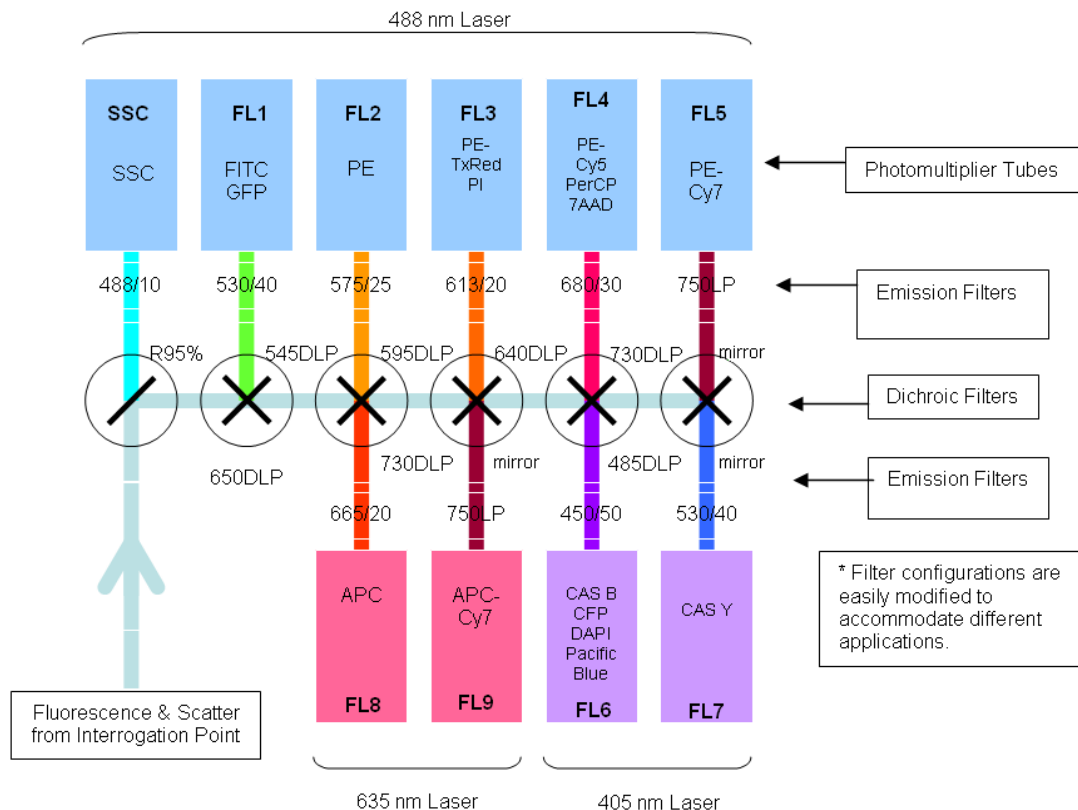 488 nm Laser
SSC
SSC
FL1
FITC
GFP
FL2
PE
FL3
PE-
TxRed
PI
FL4
PE-
Cy5
PerCP
7AAD
FL5
PE-
Cy7
Photomultiplier Tubes
488/10
530/40
575/25
613/20
680/30
750LP
Emission Filters
R95%
545DLP
595DLP
640DLP
730DLP
mirror
Dichroic Filters
650DLP
730DLP
mirror
485DLP
mirror
Emission Filters
665/20
750LP
450/50
530/40
APC
FL8
APC-
Cy7
FL9
CAS B
CFP
DAPI
Pacific
Blue
FL6
CAS Y
FL7
* Filter configurations are
easily modified to
accommodate different
applications.
Fluorescence & Scatter
from Interrogation Point
635 nm Laser
405 nm Laser